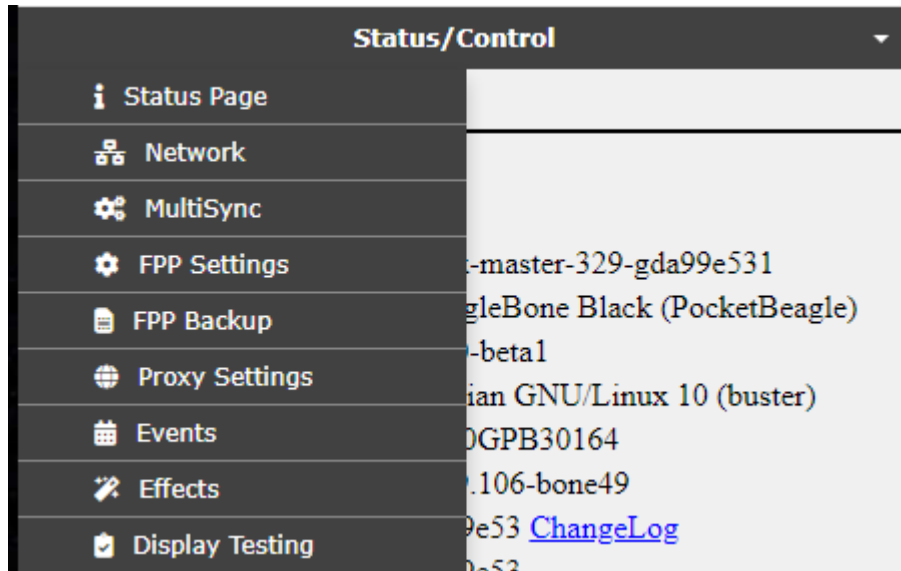 Status/Control
Status Page
Network
MultiSync
FPP Settings
-master-329-gda99e531
FPP Backup
gleBone Black (PocketBeagle)
-beta1
Proxy Settings
ian GNU/Linux 10 (buster)
Events
0GPB30164
Effects
.106-bone49
9e53 ChangeLog
Display Testing